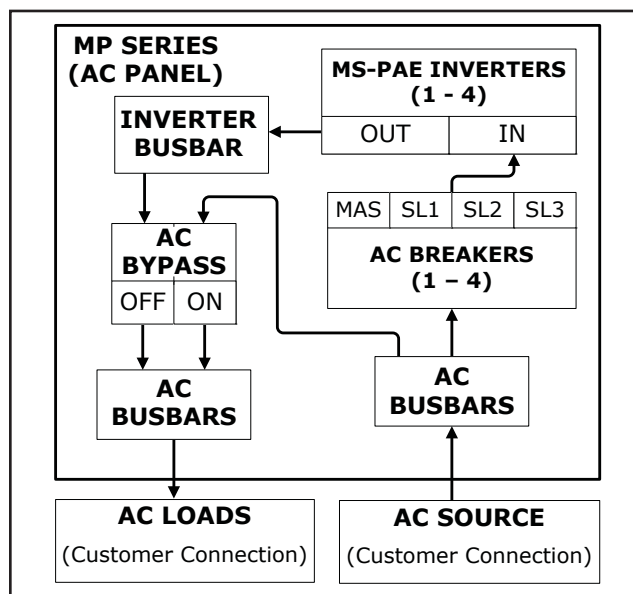 MP SERIES
(AC PANEL)
MS-PAE INVERTERS
(1 - 4)
OUT IN
INVERTER
BUSBAR
MAS SL1 SL2 SL3
AC BREAKERS
(1 – 4)
AC
BYPASS
OFF ON
AC
BUSBARS
AC
BUSBARS
AC LOADS
(Customer Connection)
AC SOURCE
(Customer Connection)